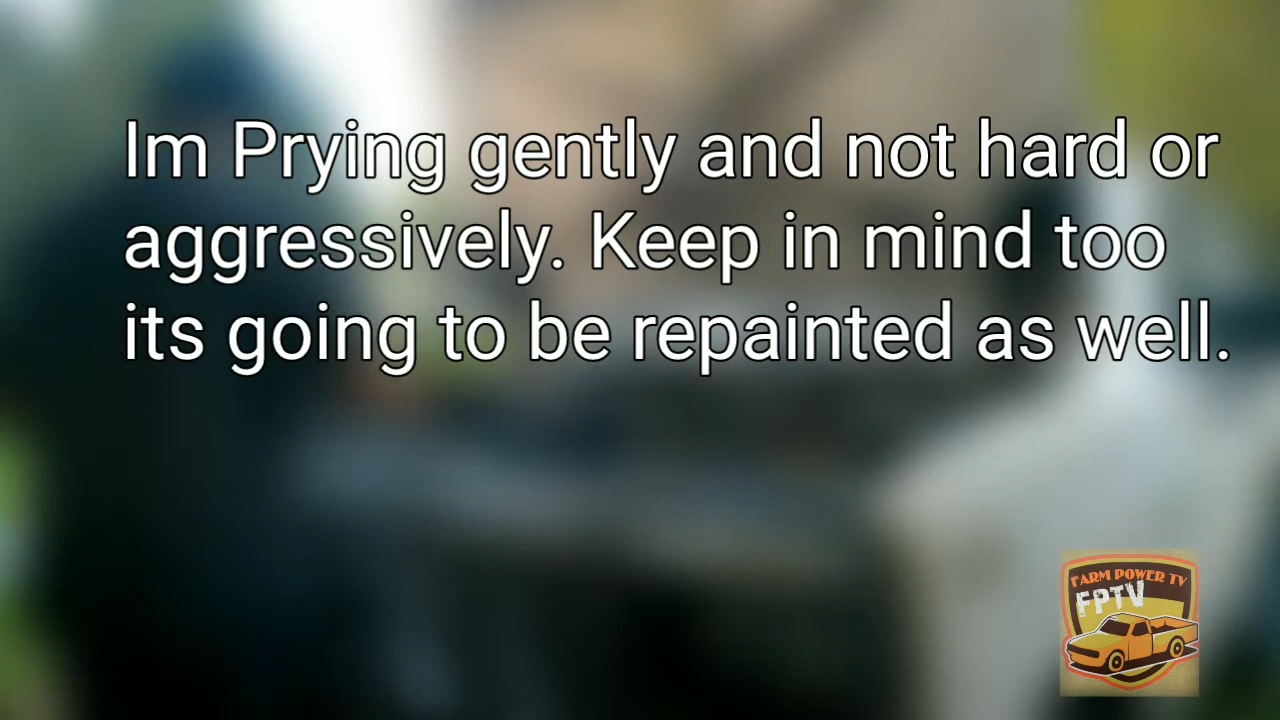 Im Prying gently and not hard or
aggressively. Keep in mind too
its going to be repainted as well.
FARM POWER TV
FPTV